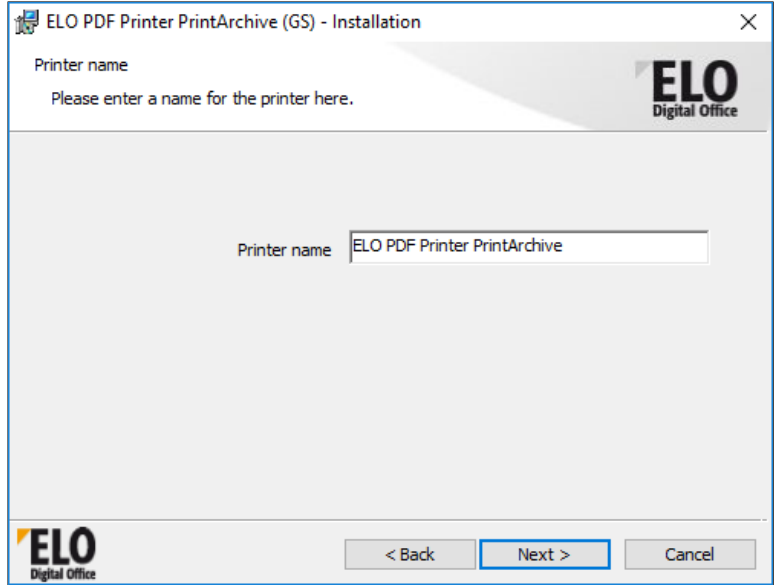 ELO PDF Printer PrintArchive (GS) - Installation
Printer name
Please enter a name for the printer here.
ELO
Digital Office
Printer name ELO PDF Printer PrintArchive
ELO
Digital Office
< Back Next > Cancel